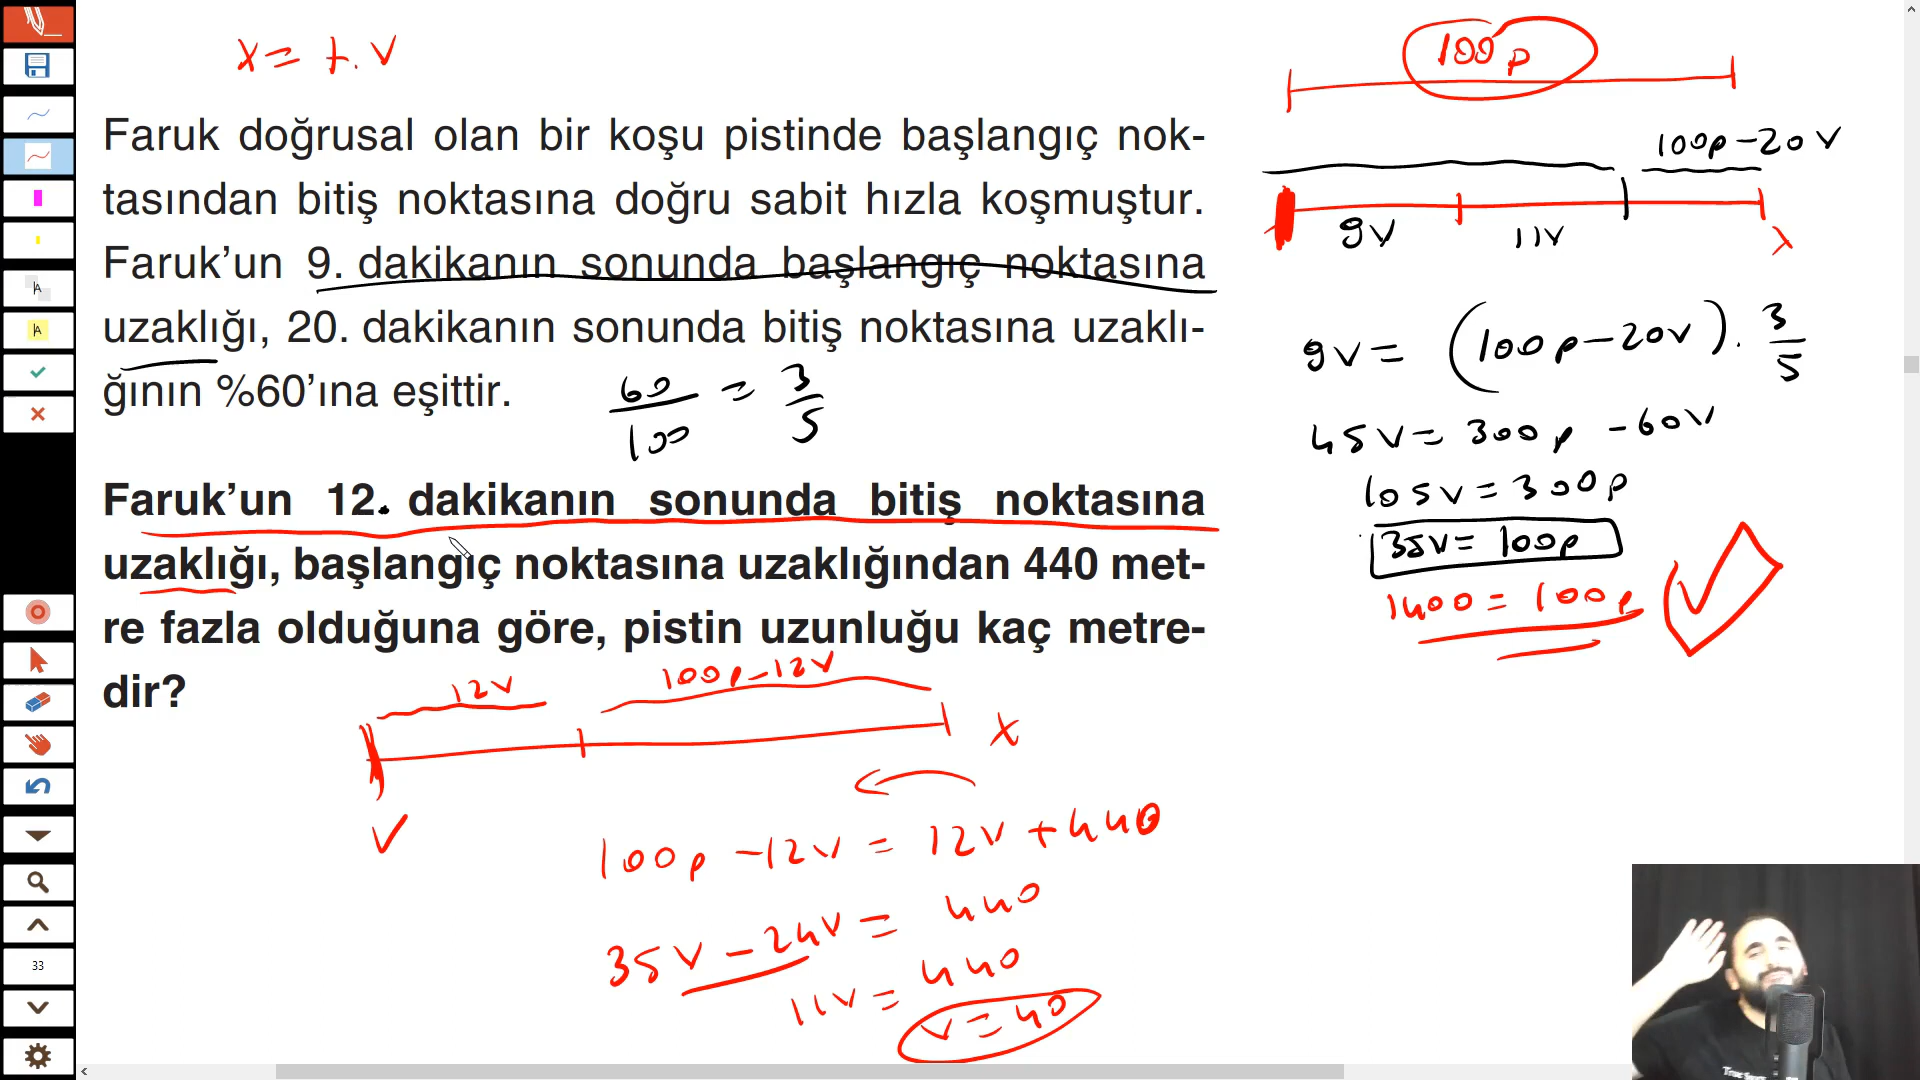 x = t.v
Faruk doğrusal olan bir koşu pistinde başlangıç nok-
tasından bitiş noktasına doğru sabit hızla koşmuştur.
Faruk’un 9. dakikanın sonunda başlangıç noktasına
uzaklığı, 20. dakikanın sonunda bitiş noktasına uzaklı-
ğının %60’ına eşittir.
60/100 = 3/5
Faruk’un 12. dakikanın sonunda bitiş noktasına
uzaklığı, başlangıç noktasına uzaklığından 440 met-
re fazla olduğuna göre, pistin uzunluğu kaç metre-
dir?
12V
100p-12V
x
V
100p - 12V = 12V + 440
35V - 24V = 440
11V = 440
V = 40
100p
100p-20V
9V
11V
x
9V = (100p-20V) . 3/5
45V = 300p - 60V
105V = 300p
35V = 100p
1400 = 100p
33